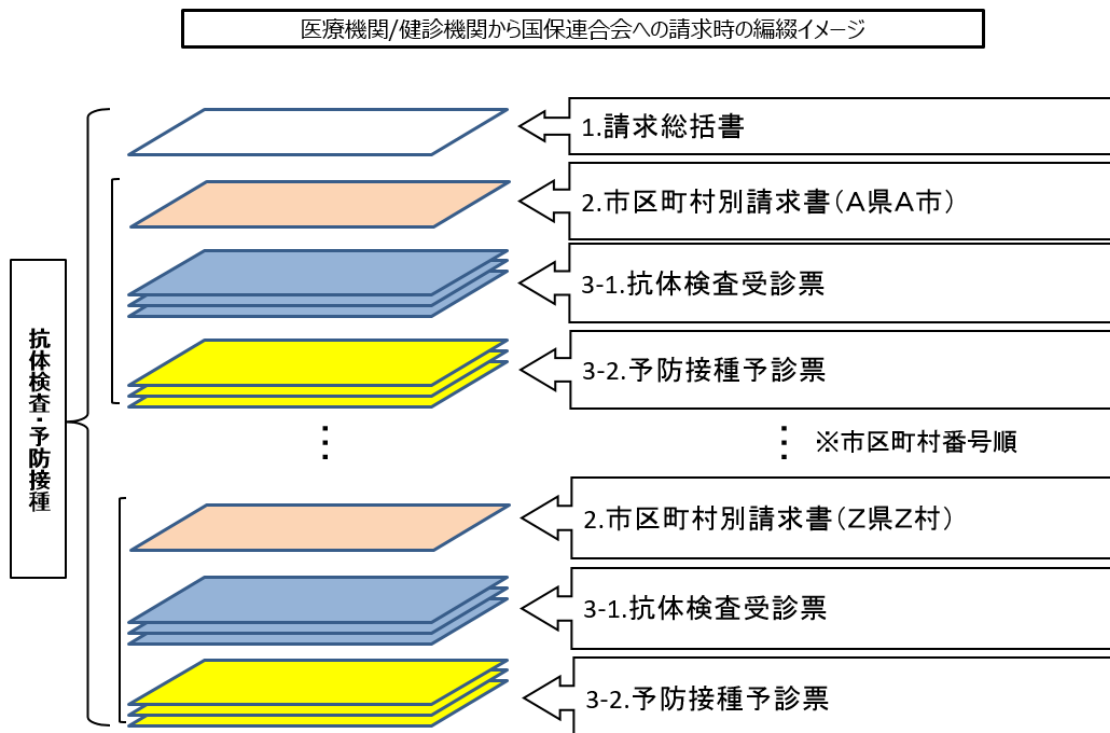 医療機関/健診機関から国保連合会への請求時の編綴イメージ
1.請求総括書
2.市区町村別請求書(A県A市)
3-1.抗体検査受診票
3-2.予防接種予診票
抗体検査・予防接種
⋮
⋮ ※市区町村番号順
2.市区町村別請求書(Z県Z村)
3-1.抗体検査受診票
3-2.予防接種予診票